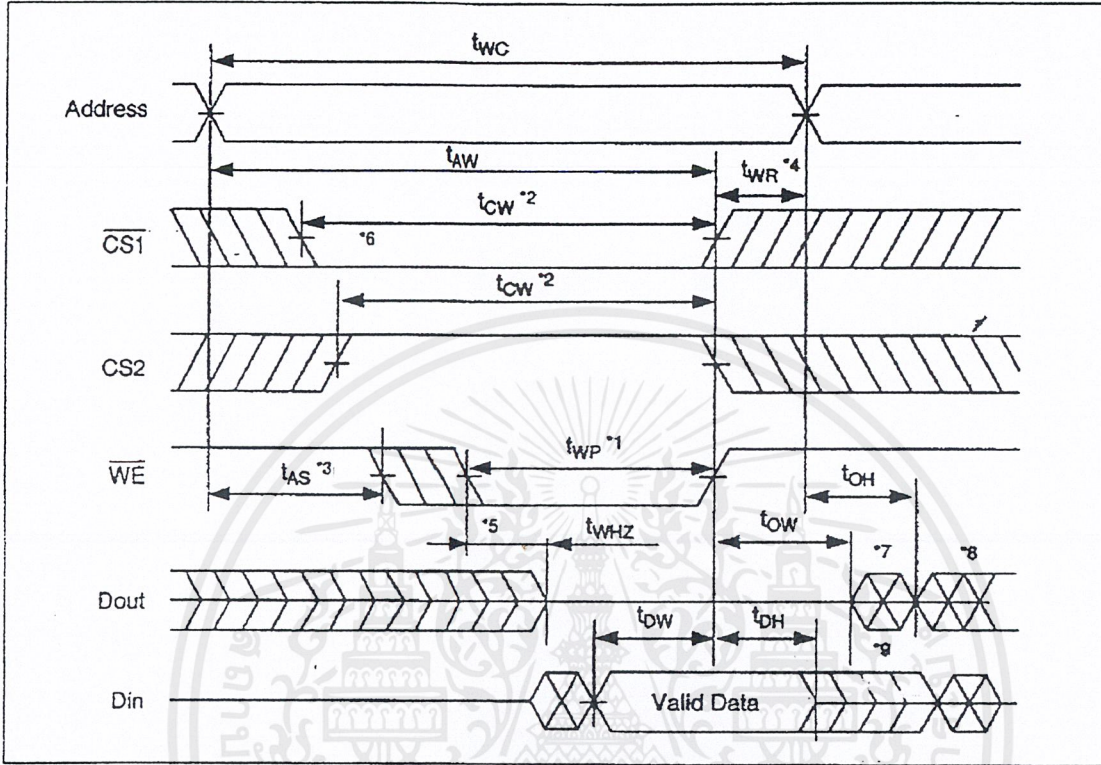 tWC
Address
tAW
tWR *4
tCW *2
CS1
*6
tCW *2
CS2
WE
tAS *3
tWP *1
tOH
*5
tWHZ
tOW
*7
*8
Dout
tDW
tDH
*9
Din
Valid Data